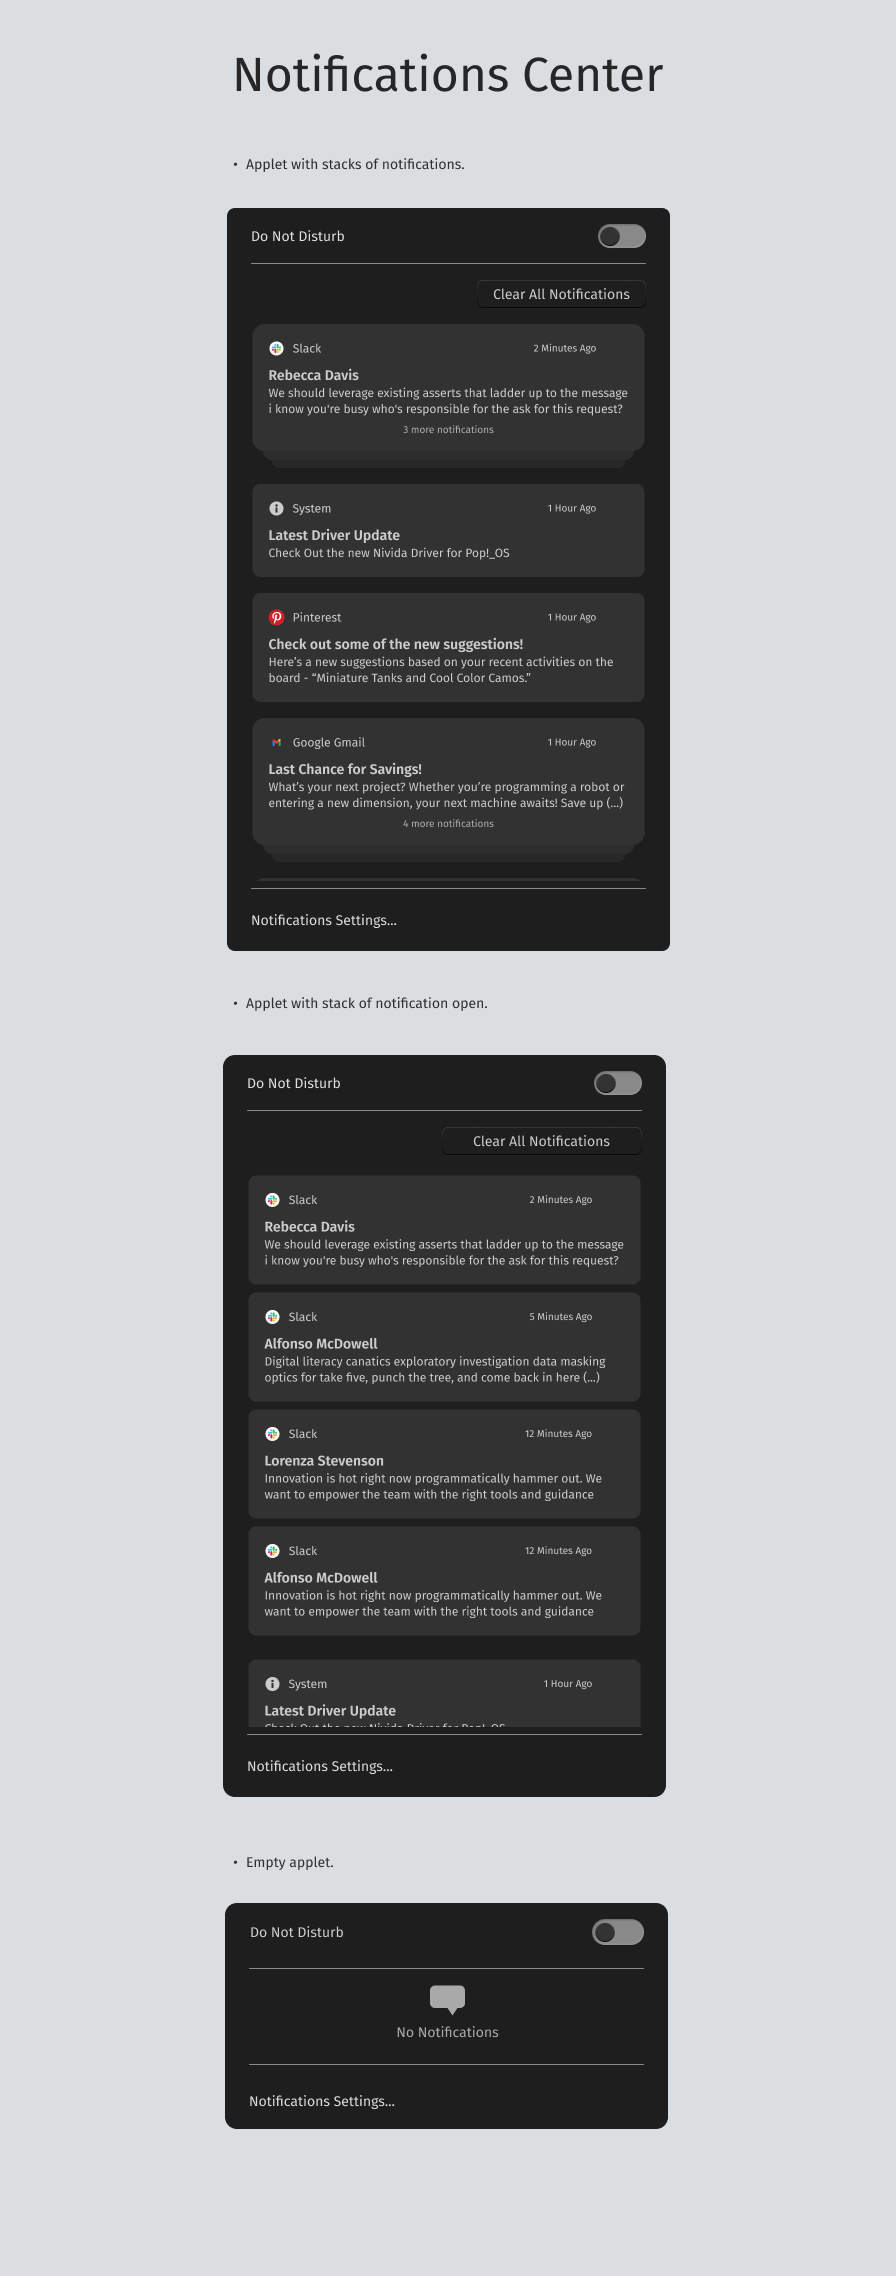 Notifications Center
• Applet with stacks of notifications.
Do Not Disturb
Clear All Notifications
Slack
2 Minutes Ago
Rebecca Davis
We should leverage existing asserts that ladder up to the message
i know you're busy who's responsible for the ask for this request?
3 more notifications
System
1 Hour Ago
Latest Driver Update
Check Out the new Nivida Driver for Pop!_OS
Pinterest
1 Hour Ago
Check out some of the new suggestions!
Here’s a new suggestions based on your recent activities on the
board - “Miniature Tanks and Cool Color Camos.”
Google Gmail
1 Hour Ago
Last Chance for Savings!
What’s your next project? Whether you’re programming a robot or
entering a new dimension, your next machine awaits! Save up (...)
4 more notifications
Notifications Settings...
• Applet with stack of notification open.
Do Not Disturb
Clear All Notifications
Slack
2 Minutes Ago
Rebecca Davis
We should leverage existing asserts that ladder up to the message
i know you're busy who's responsible for the ask for this request?
Slack
5 Minutes Ago
Alfonso McDowell
Digital literacy canatics exploratory investigation data masking
optics for take five, punch the tree, and come back in here (...)
Slack
12 Minutes Ago
Lorenza Stevenson
Innovation is hot right now programmatically hammer out. We
want to empower the team with the right tools and guidance
Slack
12 Minutes Ago
Alfonso McDowell
Innovation is hot right now programmatically hammer out. We
want to empower the team with the right tools and guidance
System
1 Hour Ago
Latest Driver Update
Check Out the new Nivida Driver for Pop!_OS
Notifications Settings...
• Empty applet.
Do Not Disturb
No Notifications
Notifications Settings...